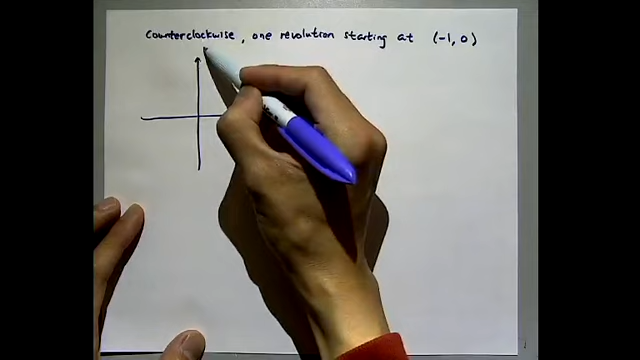 counterclockwise, one revolution starting at (-1, 0)